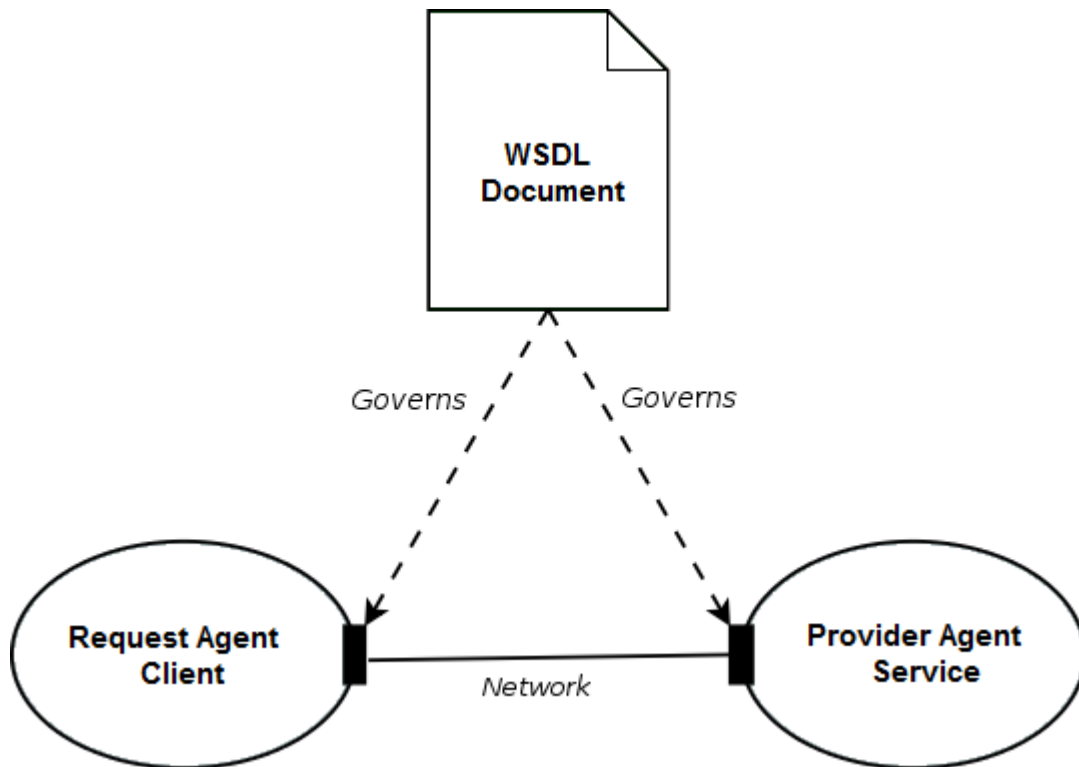 WSDL
Document
Governs
Governs
Request Agent
Client
Network
Provider Agent
Service